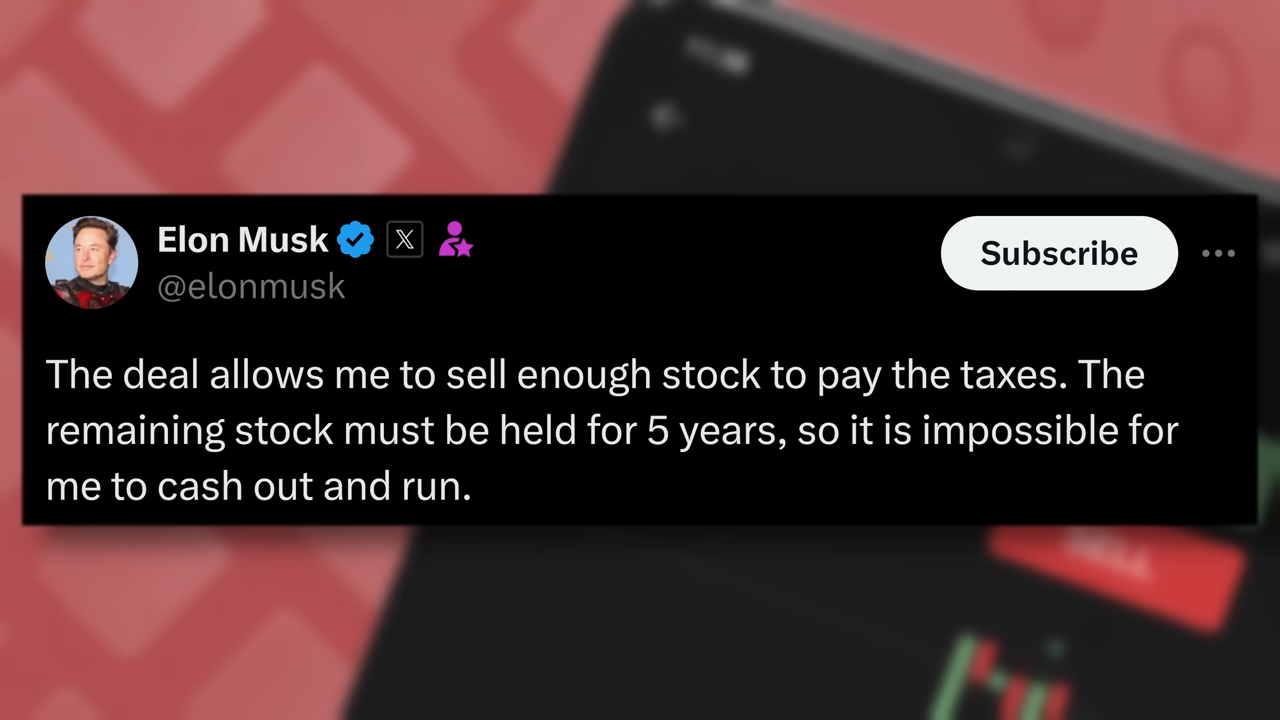 Elon Musk
@elonmusk
Subscribe
The deal allows me to sell enough stock to pay the taxes. The
remaining stock must be held for 5 years, so it is impossible for
me to cash out and run.
SELL